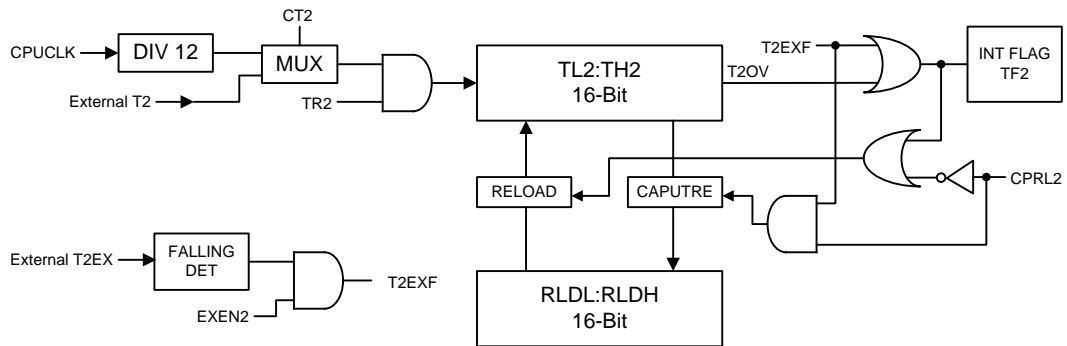 CT2
CPUCLK
DIV 12
MUX
External T2
TR2
TL2:TH2
16-Bit
T2OV
T2EXF
INT FLAG
TF2
RELOAD
CAPUTRE
CPRL2
External T2EX
FALLING
DET
EXEN2
T2EXF
RLDL:RLDH
16-Bit